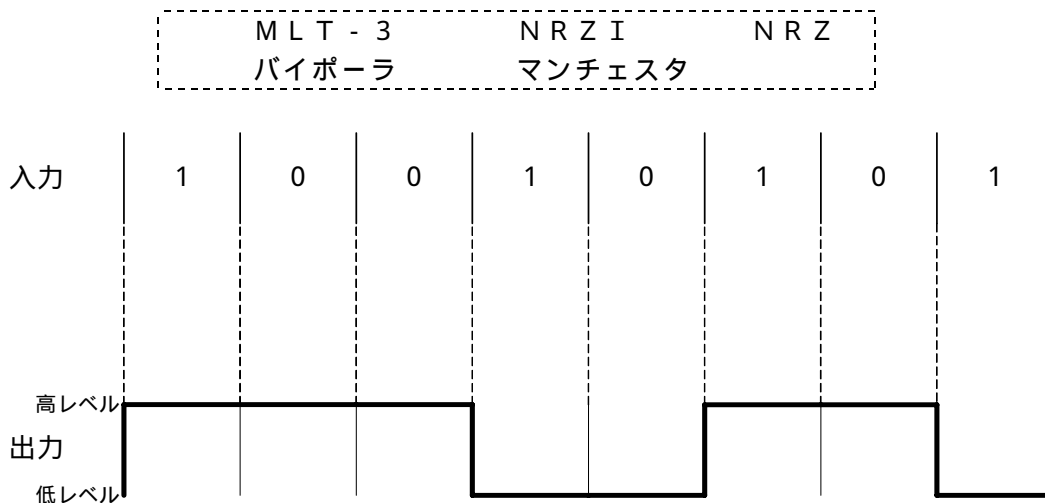 ＭＬＴ‐３ ＮＲＺＩ ＮＲＺ
バイポーラ マンチェスタ
入力 1 0 0 1 0 1 0 1
高レベル
出力
低レベル